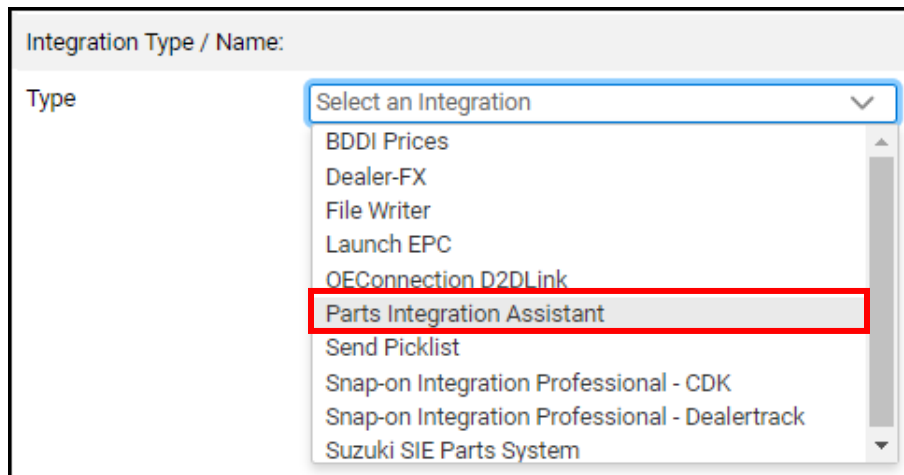 Integration Type / Name:
Type
Select an Integration
BDDI Prices
Dealer-FX
File Writer
Launch EPC
OEConnection D2DLink
Parts Integration Assistant
Send Picklist
Snap-on Integration Professional - CDK
Snap-on Integration Professional - Dealertrack
Suzuki SIE Parts System